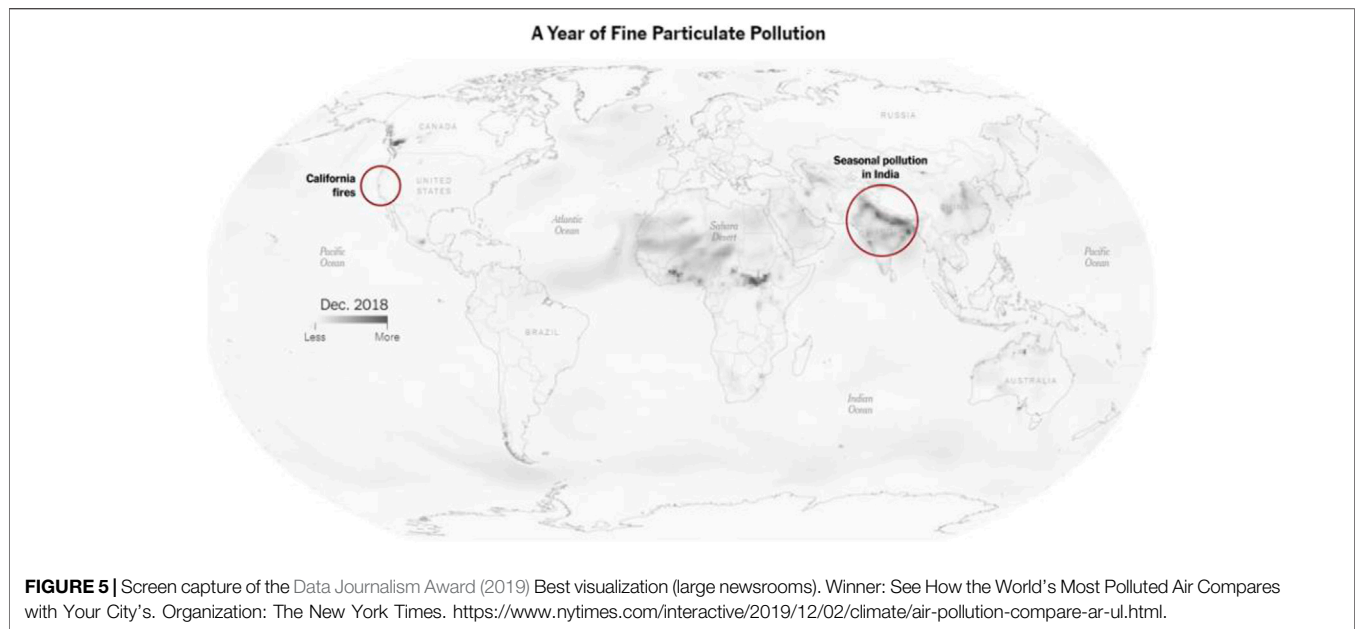 A Year of Fine Particulate Pollution
RUSSIA
CANADA
Seasonal pollution
in India
California
fires
UNITED
STATES
Atlantic
Ocean
Sahara
Desert
Pacific
Ocean
Pacific
Ocean
Dec. 2018
Less More
BRAZIL
AUSTRALIA
Indian
Ocean
FIGURE 5 | Screen capture of the Data Journalism Award (2019) Best visualization (large newsrooms). Winner: See How the World’s Most Polluted Air Compares
with Your City’s. Organization: The New York Times. https://www.nytimes.com/interactive/2019/12/02/climate/air-pollution-compare-ar-ul.html.